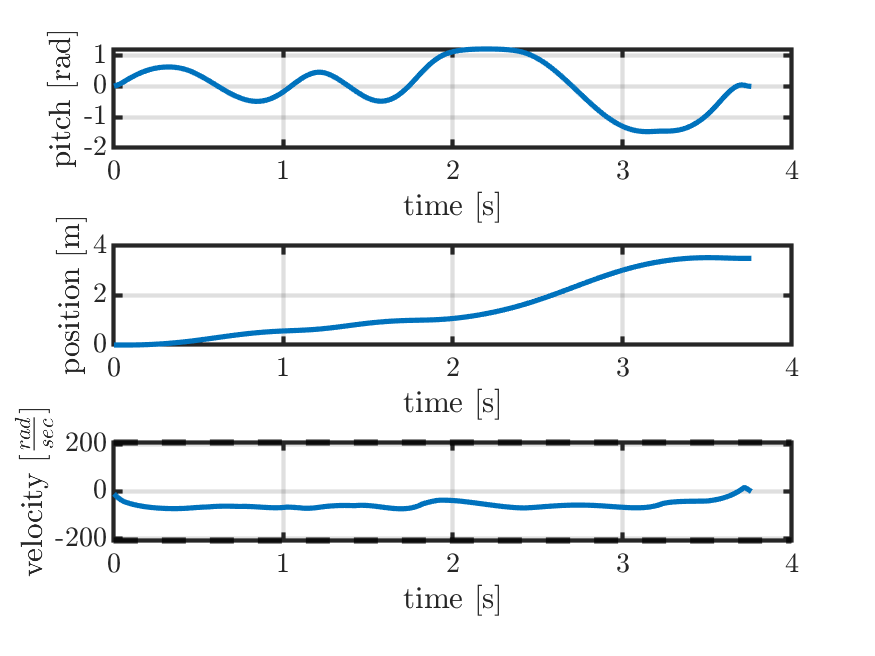 pitch [rad]
1
0
-1
-2
0 1 2 3 4
time [s]
position [m]
4
2
0
0 1 2 3 4
time [s]
velocity [rad/sec]
200
0
-200
0 1 2 3 4
time [s]